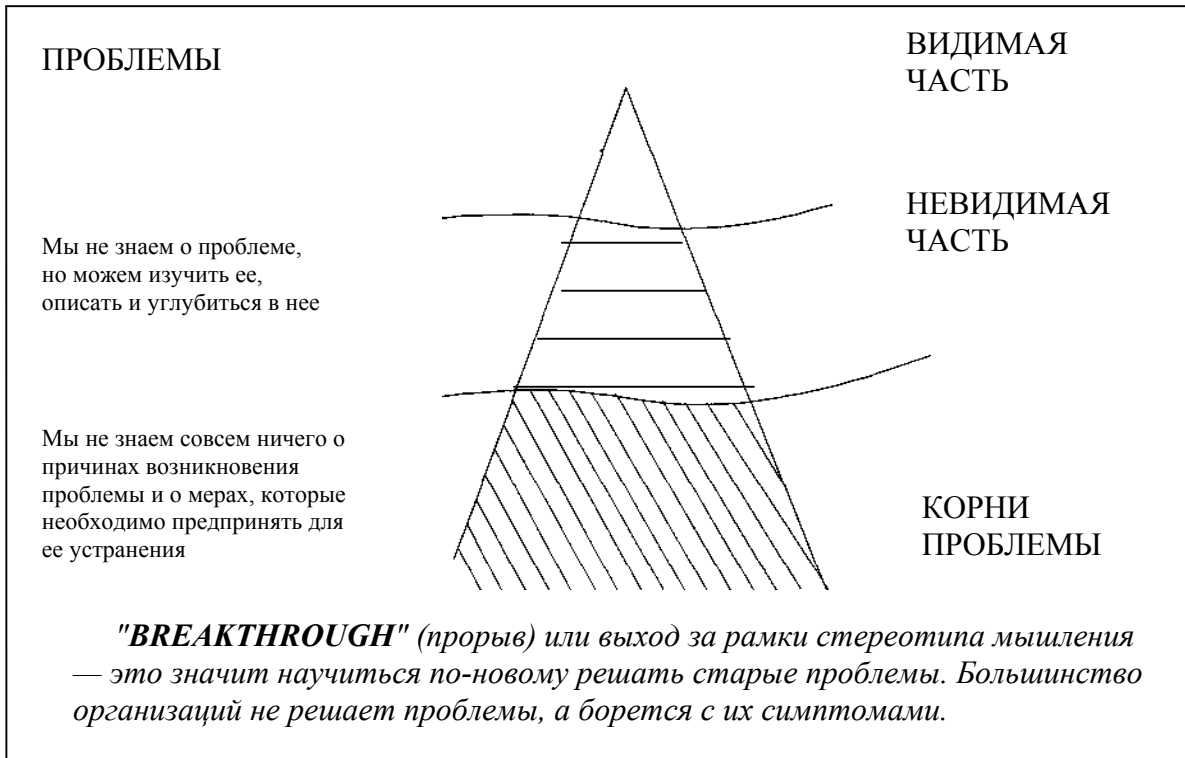 ПРОБЛЕМЫ
ВИДИМАЯ
ЧАСТЬ
НЕВИДИМАЯ
ЧАСТЬ
Мы не знаем о проблеме,
но можем изучить ее,
описать и углубиться в нее
Мы не знаем совсем ничего о
причинах возникновения
проблемы и о мерах, которые
необходимо предпринять для
ее устранения
КОРНИ
ПРОБЛЕМЫ
"BREAKTHROUGH" (прорыв) или выход за рамки стереотипа мышления
— это значит научиться по-новому решать старые проблемы. Большинство
организаций не решает проблемы, а борется с их симптомами.